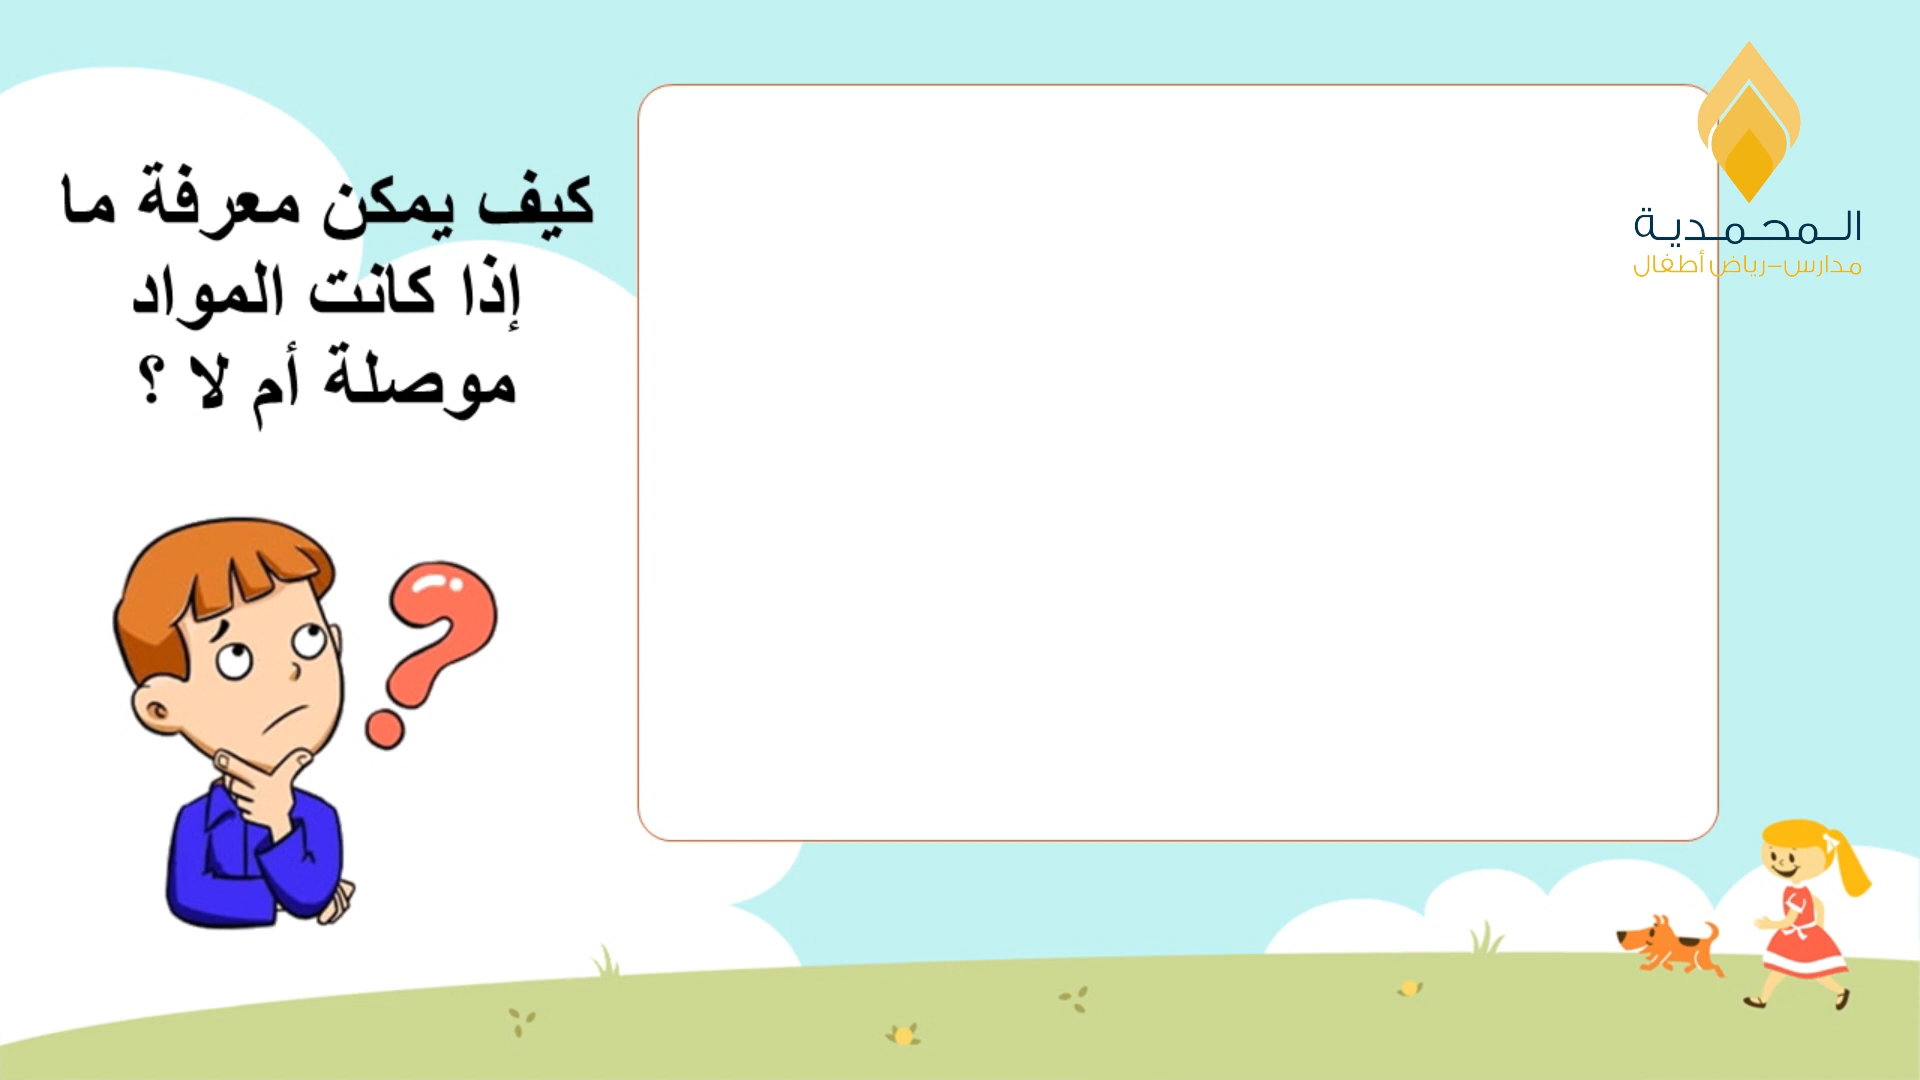 كيف يمكن معرفة ما
إذا كانت المواد
موصلة أم لا ؟
المحمدية
مدارس-رياض أطفال